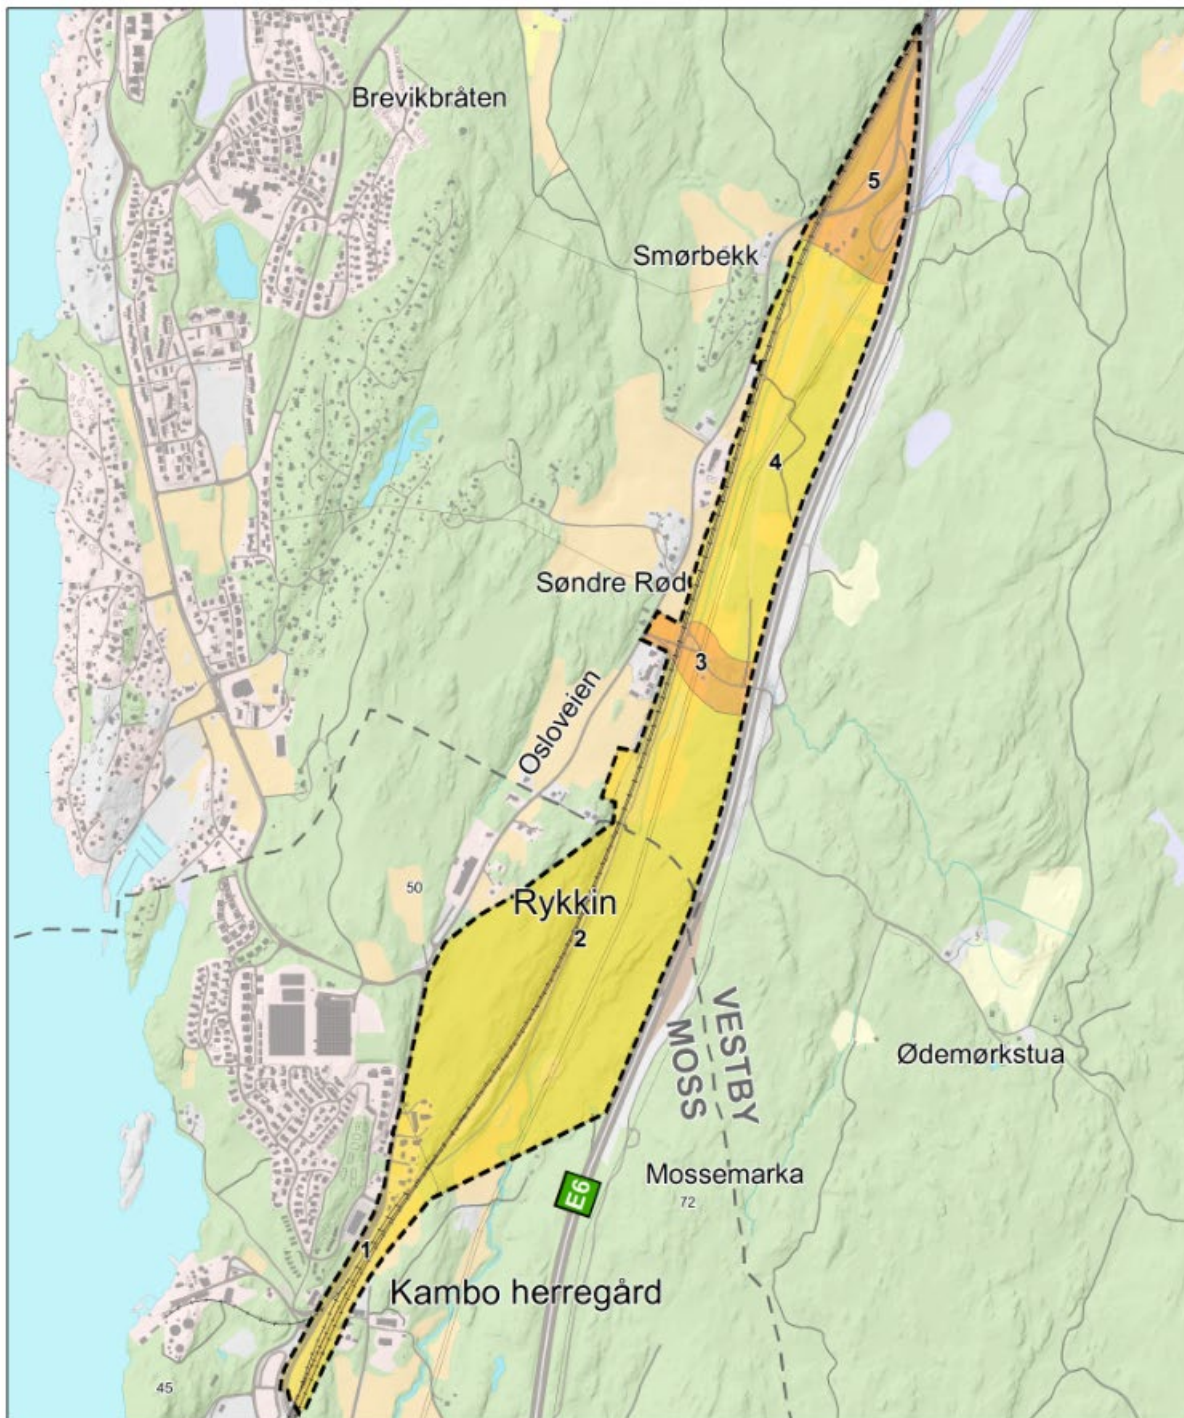 Brevikbråten
5
Smørbekk
4
Søndre Rød
3
Osloveien
50
Rykkin
2
VESTBY
MOSS
Ødemørkstua
Mossemarka
72
E6
1
Kambo herregård
45